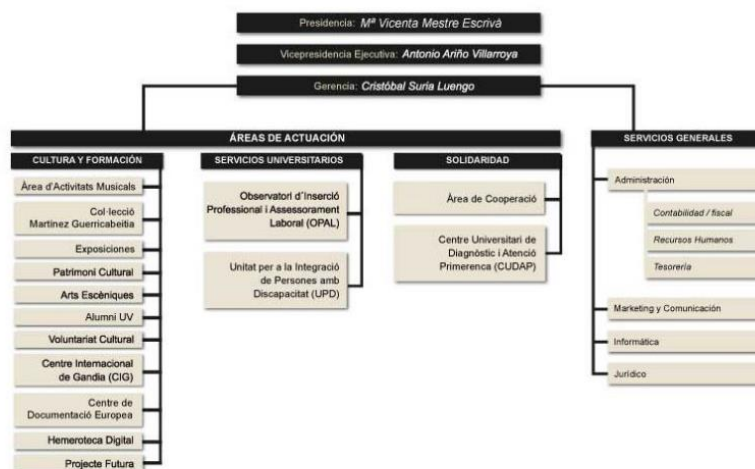 Presidencia: Mª Vicenta Mestre Escrivà
Vicepresidencia Ejecutiva: Antonio Ariño Villarroya
Gerencia: Cristóbal Suria Luengo
ÁREAS DE ACTUACIÓN
CULTURA Y FORMACIÓN
Àrea d'Activitats Musicals
Col·lecció
Martínez Guerricabeitia
Exposiciones
Patrimoni Cultural
Arts Escèniques
Alumni UV
Voluntariat Cultural
Centre Internacional
de Gandia (CIG)
Centre de
Documentació Europea
Hemeroteca Digital
Projecte Futura
SERVICIOS UNIVERSITARIOS
Observatori d´Inserció
Professional i Assessorament
Laboral (OPAL)
Unitat per a la Integració
de Persones amb
Discapacitat (UPD)
SOLIDARIDAD
Àrea de Cooperació
Centre Universitari de
Diagnòstic i Atenció
Primerenca (CUDAP)
SERVICIOS GENERALES
Administración
Contabilidad / fiscal
Recursos Humanos
Tesorería
Marketing y Comunicación
Informática
Jurídico